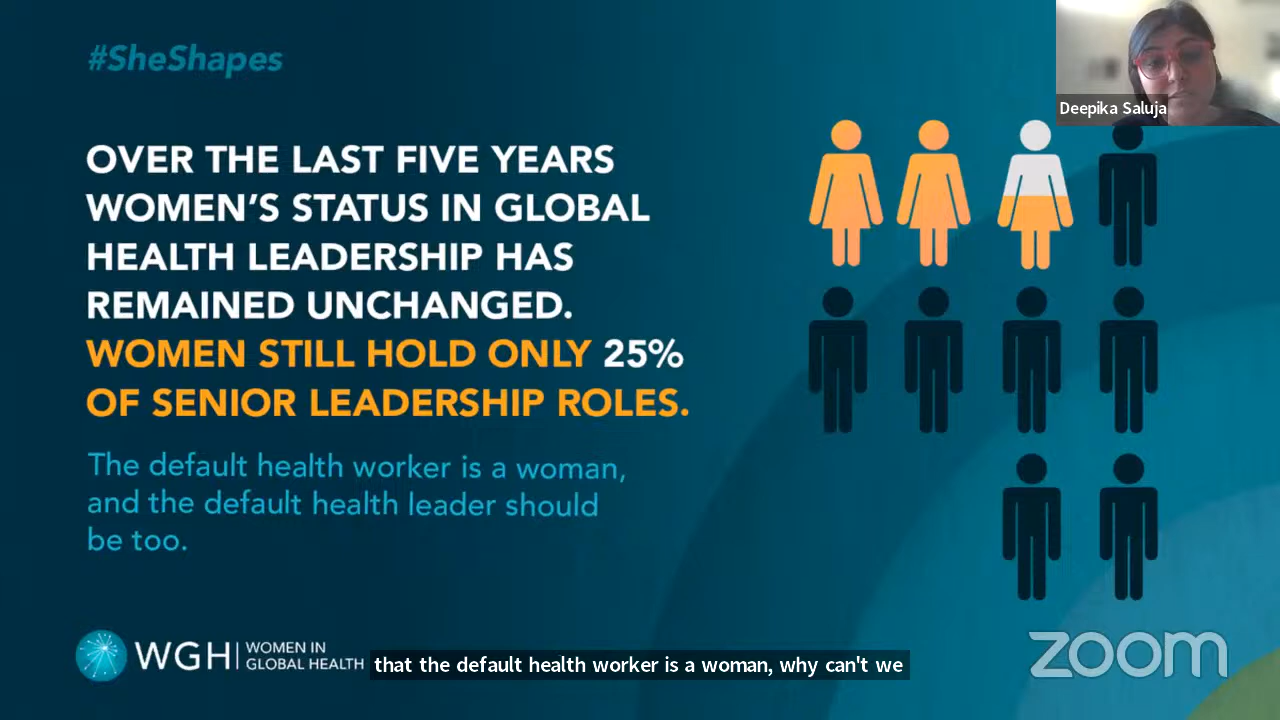 #SheShapes
Deepika Saluja
OVER THE LAST FIVE YEARS
WOMEN'S STATUS IN GLOBAL
HEALTH LEADERSHIP HAS
REMAINED UNCHANGED.
WOMEN STILL HOLD ONLY 25%
OF SENIOR LEADERSHIP ROLES.
The default health worker is a woman,
and the default health leader should
be too.
WGH
WOMEN IN
GLOBAL HEALTH
that the default health worker is a woman, why can't we
zoom